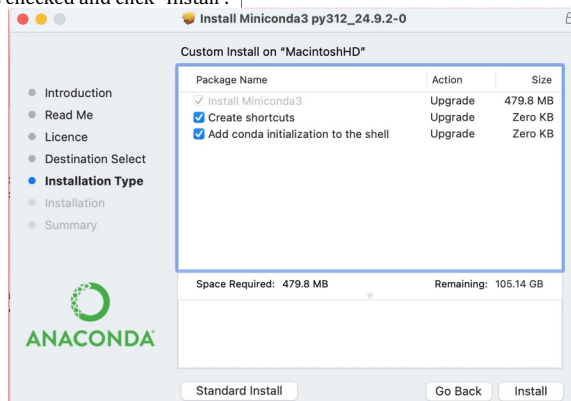 checked and click "Install".
Install Miniconda3 py312_24.9.2-0
Custom Install on "MacintoshHD"
Introduction
Read Me
Licence
Destination Select
Installation Type
Installation
Summary
Package Name Action Size
Install Miniconda3 Upgrade 479.8 MB
Create shortcuts Upgrade Zero KB
Add conda initialization to the shell Upgrade Zero KB
Space Required: 479.8 MB Remaining: 105.14 GB
ANACONDA
Standard Install Go Back Install